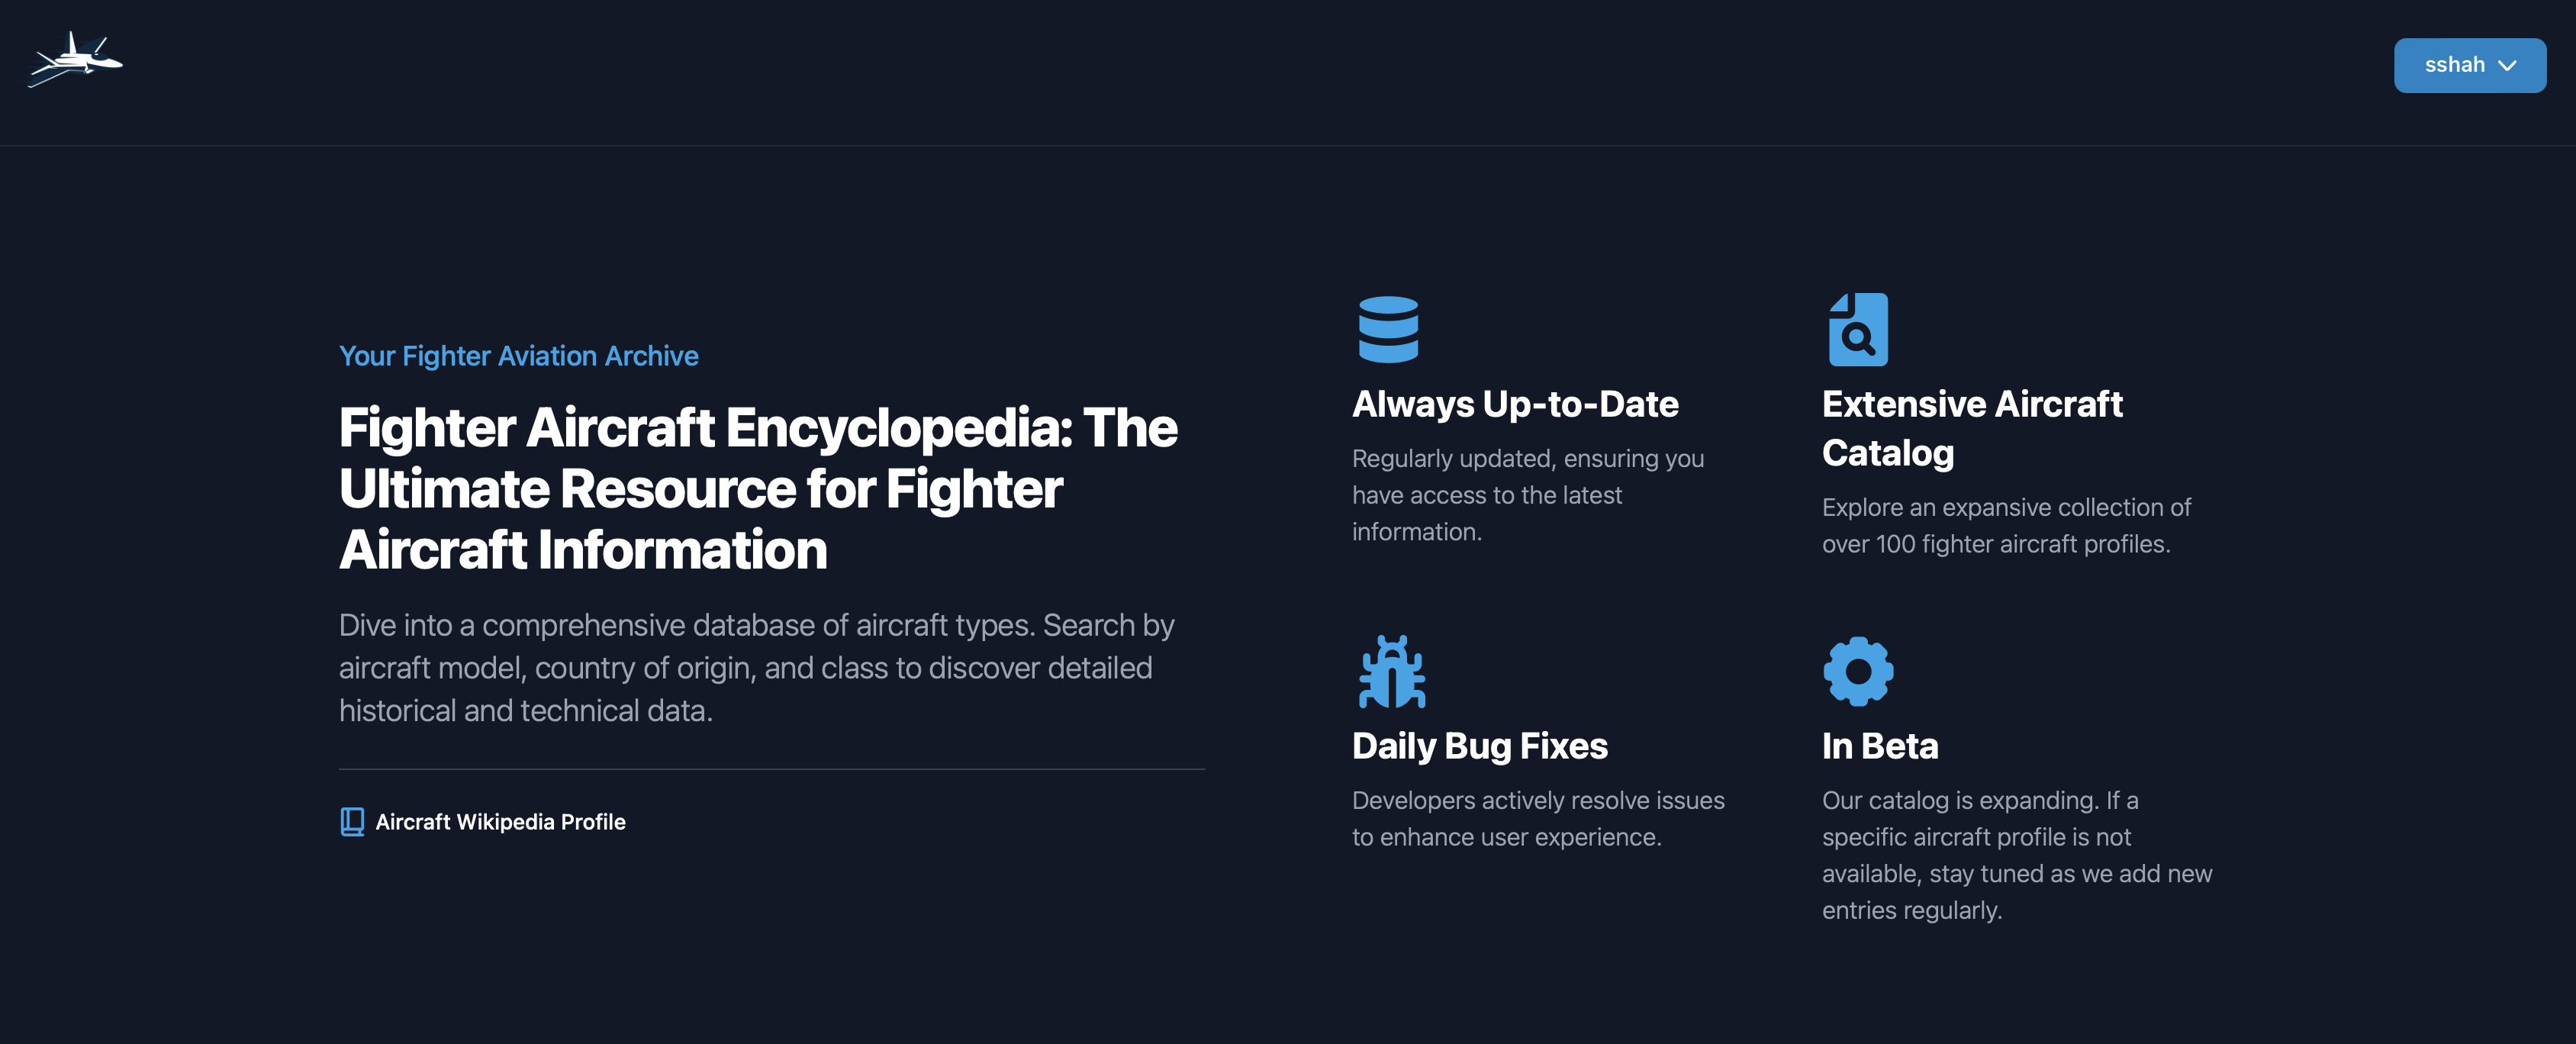 sshah
Your Fighter Aviation Archive
Fighter Aircraft Encyclopedia: The
Ultimate Resource for Fighter
Aircraft Information
Dive into a comprehensive database of aircraft types. Search by
aircraft model, country of origin, and class to discover detailed
historical and technical data.
Aircraft Wikipedia Profile
Always Up-to-Date
Regularly updated, ensuring you
have access to the latest
information.
Extensive Aircraft
Catalog
Explore an expansive collection of
over 100 fighter aircraft profiles.
Daily Bug Fixes
Developers actively resolve issues
to enhance user experience.
In Beta
Our catalog is expanding. If a
specific aircraft profile is not
available, stay tuned as we add new
entries regularly.